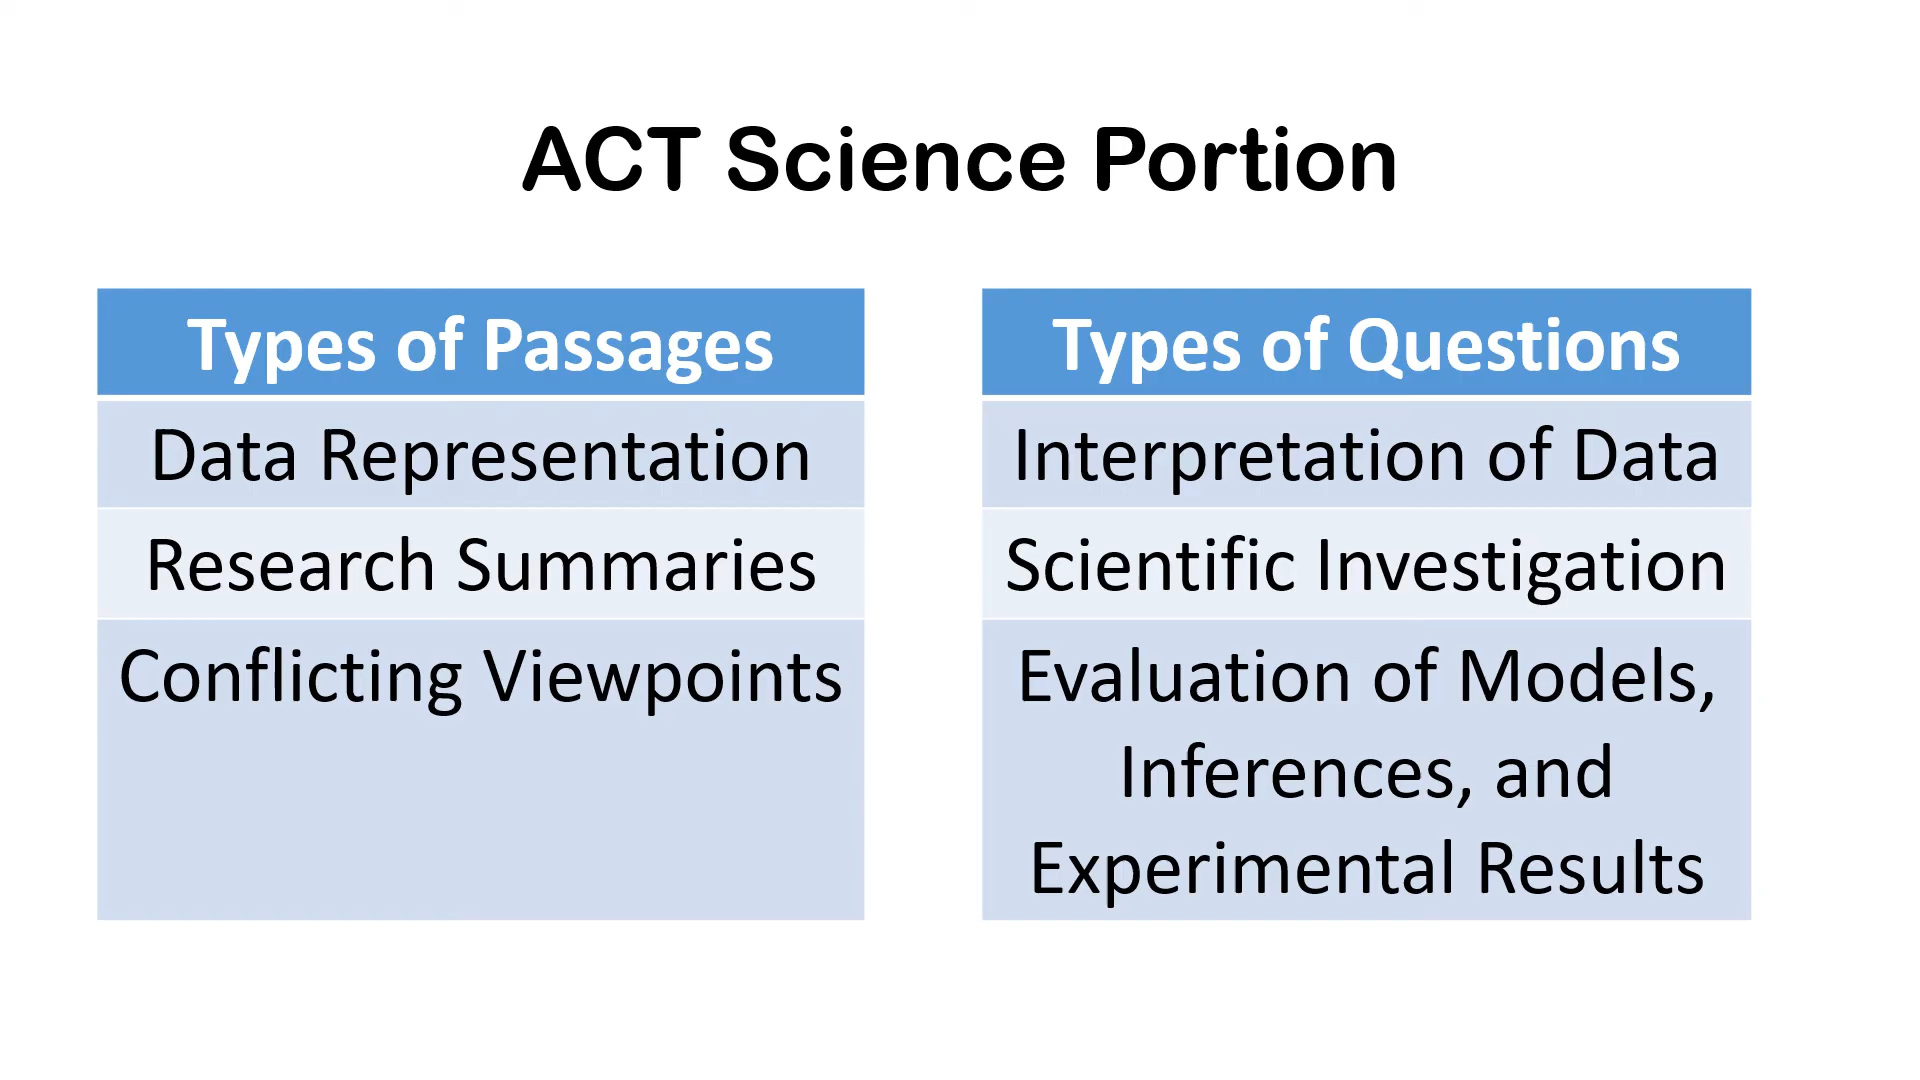 ACT Science Portion
Types of Passages
Data Representation
Research Summaries
Conflicting Viewpoints
Types of Questions
Interpretation of Data
Scientific Investigation
Evaluation of Models,
Inferences, and
Experimental Results